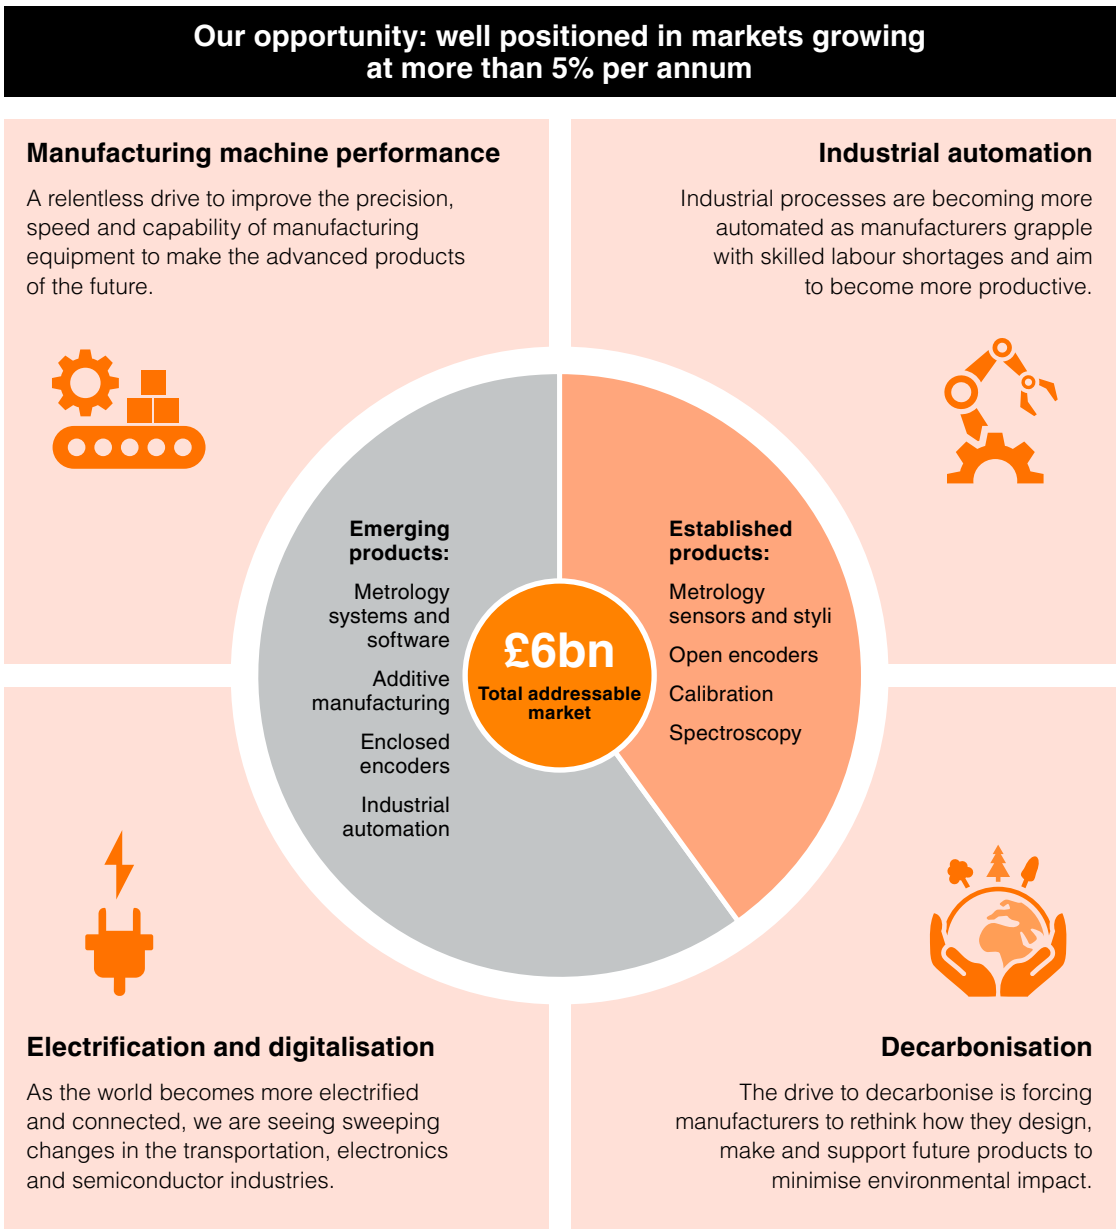 Our opportunity: well positioned in markets growing
at more than 5% per annum
Manufacturing machine performance
A relentless drive to improve the precision,
speed and capability of manufacturing
equipment to make the advanced products
of the future.
Industrial automation
Industrial processes are becoming more
automated as manufacturers grapple
with skilled labour shortages and aim
to become more productive.
Emerging
products:
Metrology
systems and
software
Additive
manufacturing
Enclosed
encoders
Industrial
automation
£6bn
Total addressable
market
Established
products:
Metrology
sensors and styli
Open encoders
Calibration
Spectroscopy
Electrification and digitalisation
As the world becomes more electrified
and connected, we are seeing sweeping
changes in the transportation, electronics
and semiconductor industries.
Decarbonisation
The drive to decarbonise is forcing
manufacturers to rethink how they design,
make and support future products to
minimise environmental impact.